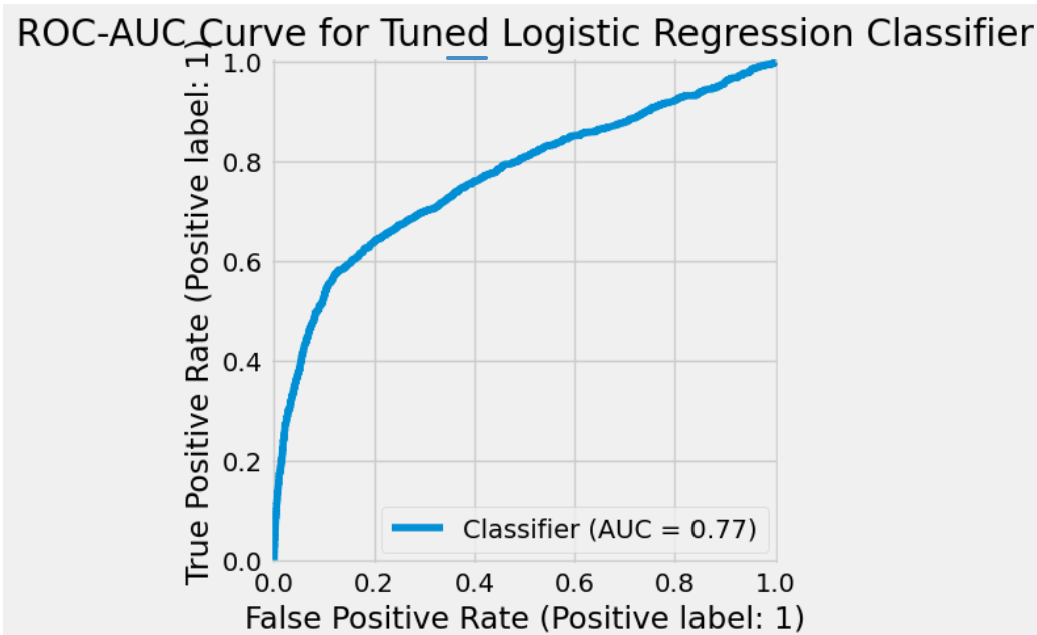 ROC-AUC Curve for Tuned Logistic Regression Classifier
True Positive Rate (Positive label: 1)
1.0
0.8
0.6
0.4
0.2
0.0
Classifier (AUC = 0.77)
0.0 0.2 0.4 0.6 0.8 1.0
False Positive Rate (Positive label: 1)